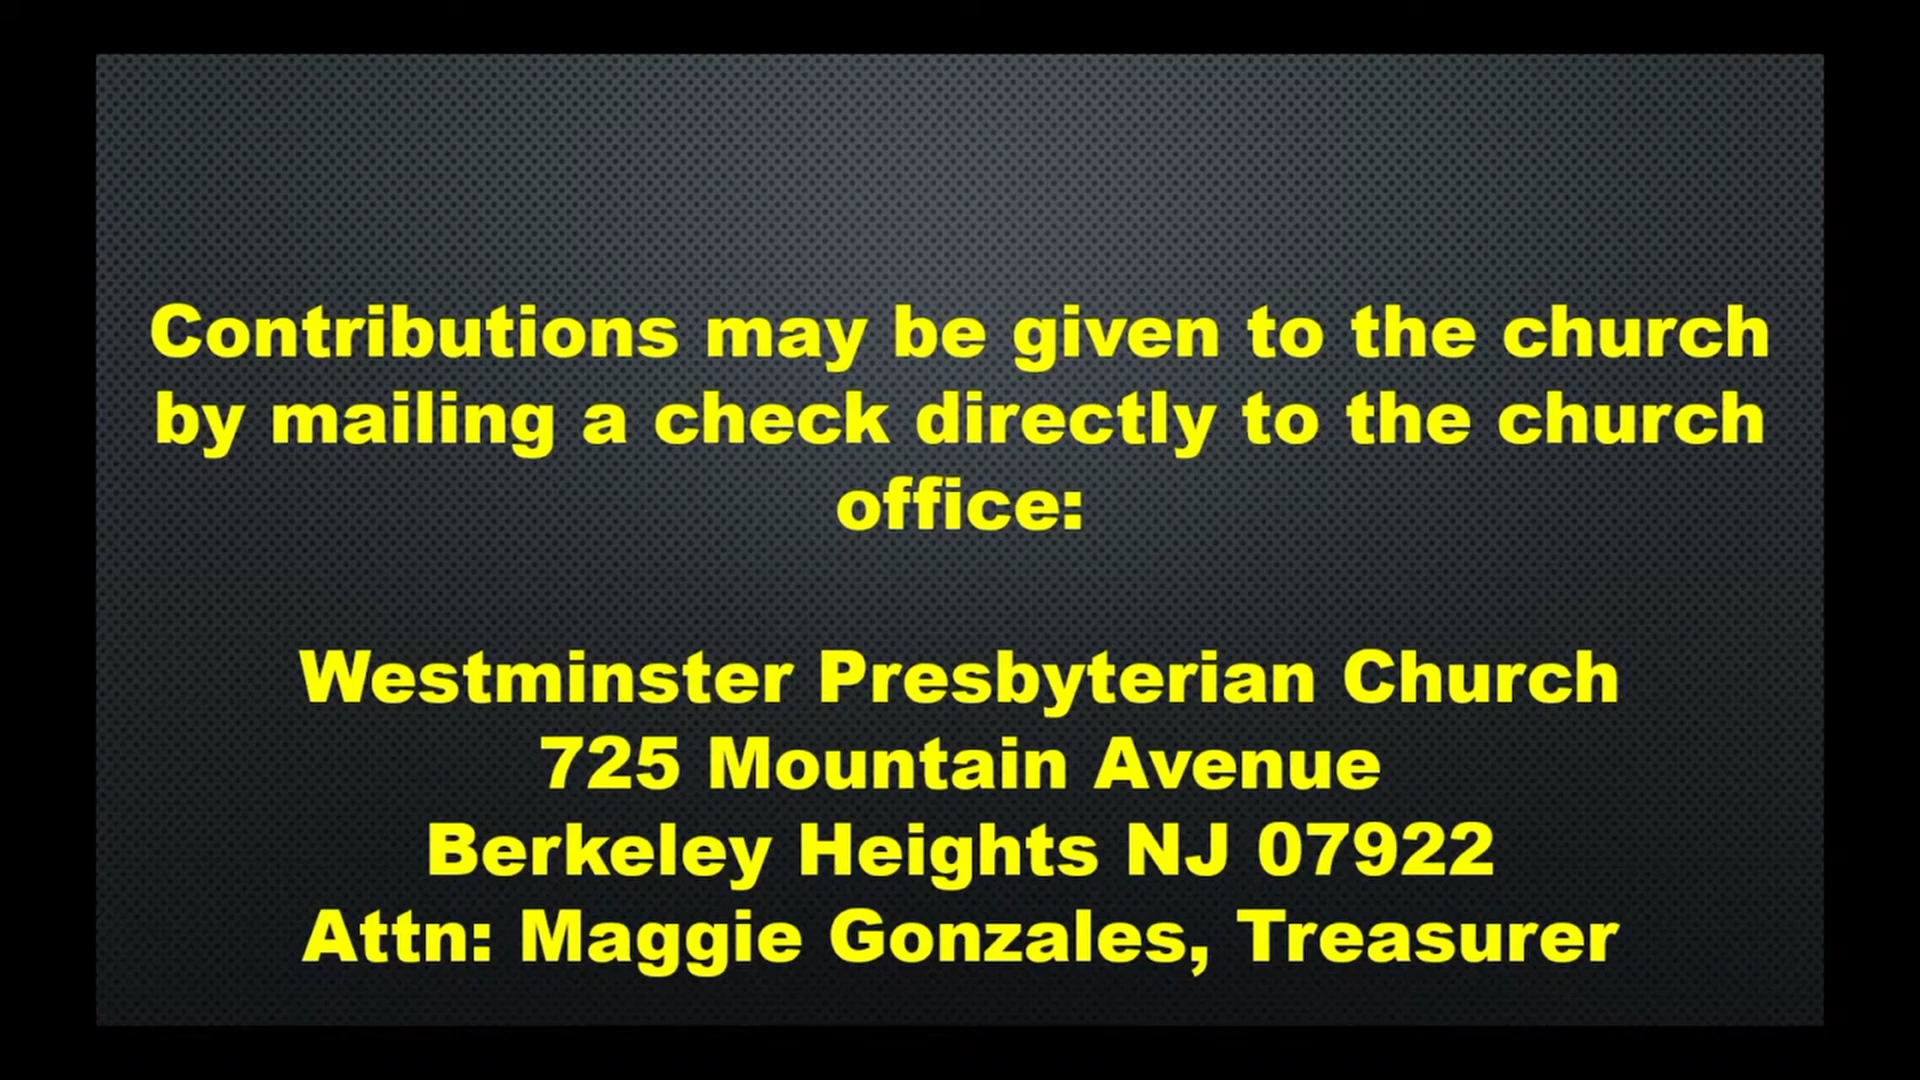 Contributions may be given to the church
by mailing a check directly to the church
office:
Westminster Presbyterian Church
725 Mountain Avenue
Berkeley Heights NJ 07922
Attn: Maggie Gonzales, Treasurer